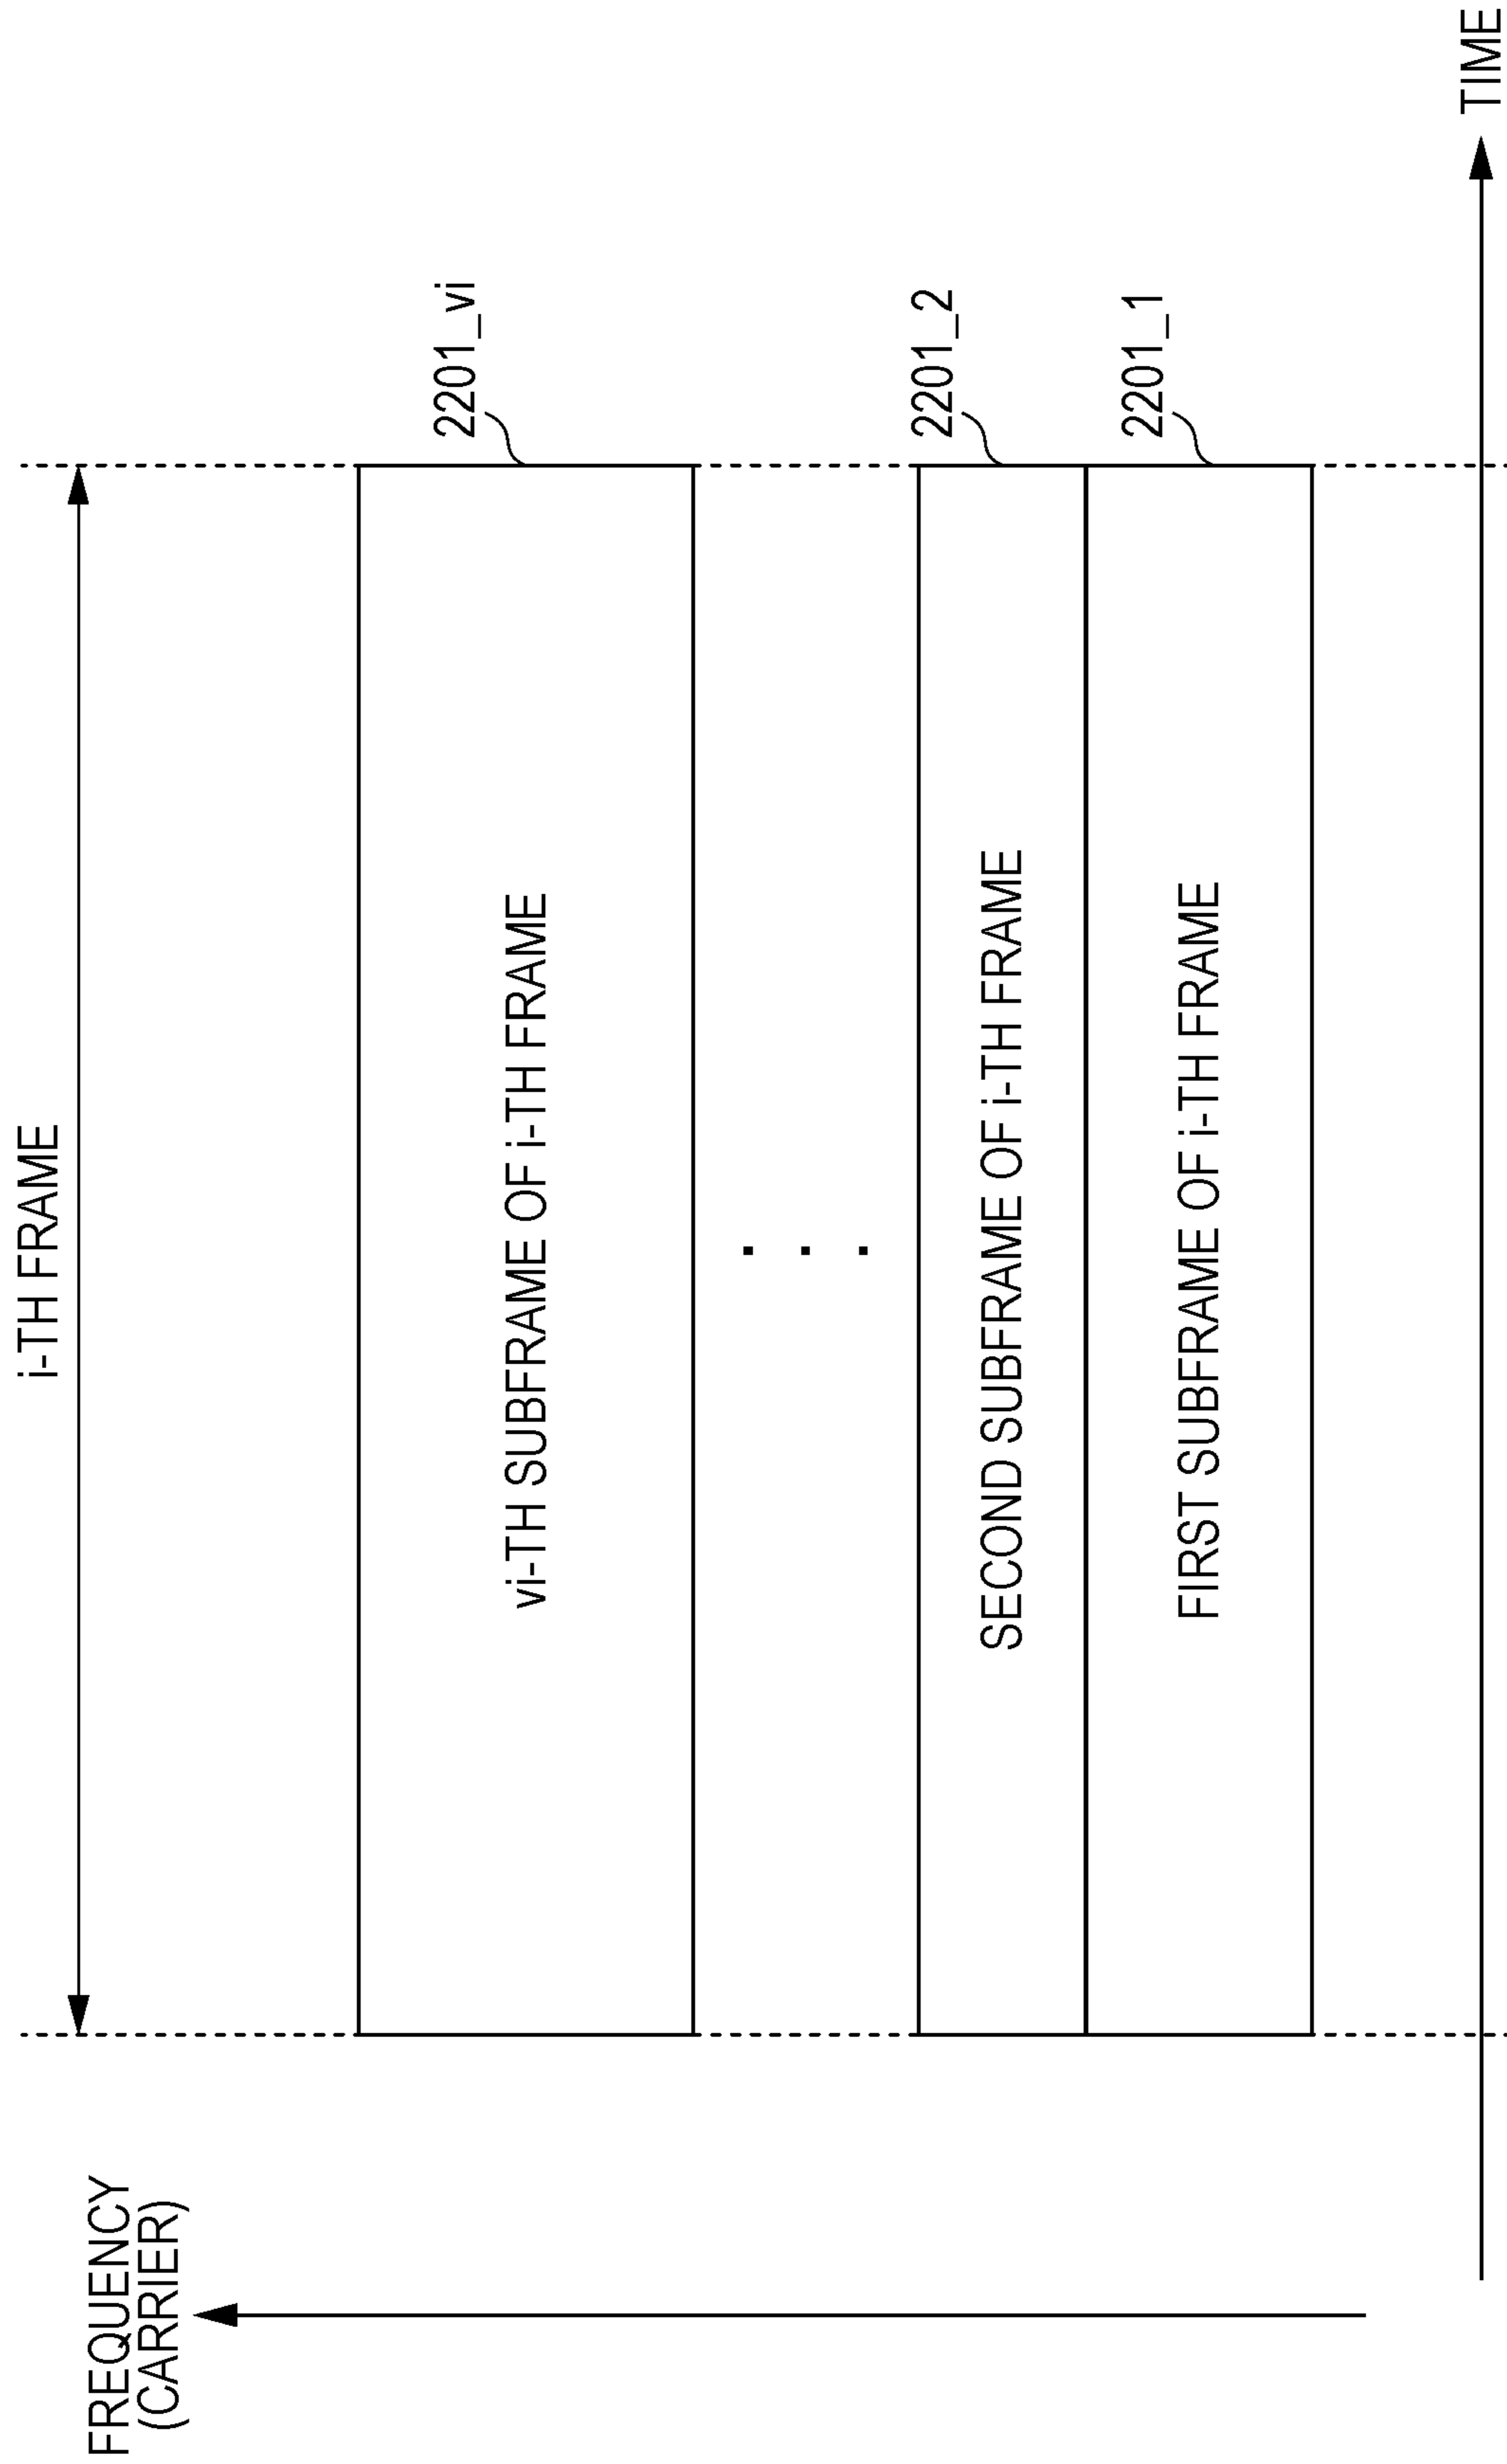 FREQUENCY
(CARRIER)
i-TH FRAME
vi-TH SUBFRAME OF i-TH FRAME
2201_vi
. . .
SECOND SUBFRAME OF i-TH FRAME
2201_2
FIRST SUBFRAME OF i-TH FRAME
2201_1
TIME